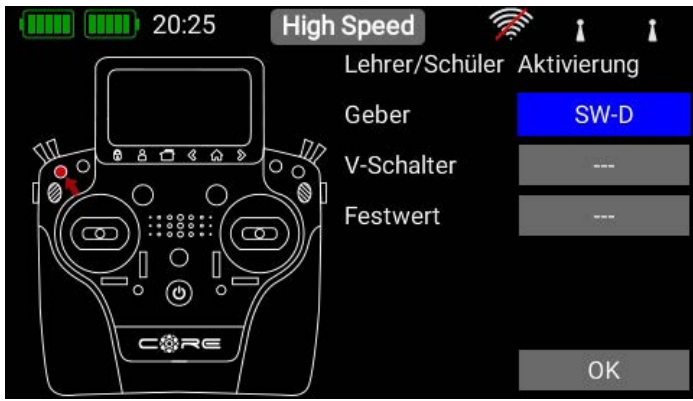 20:25 High Speed
Lehrer/Schüler Aktivierung
Geber SW-D
V-Schalter ---
Festwert ---
CORE
OK